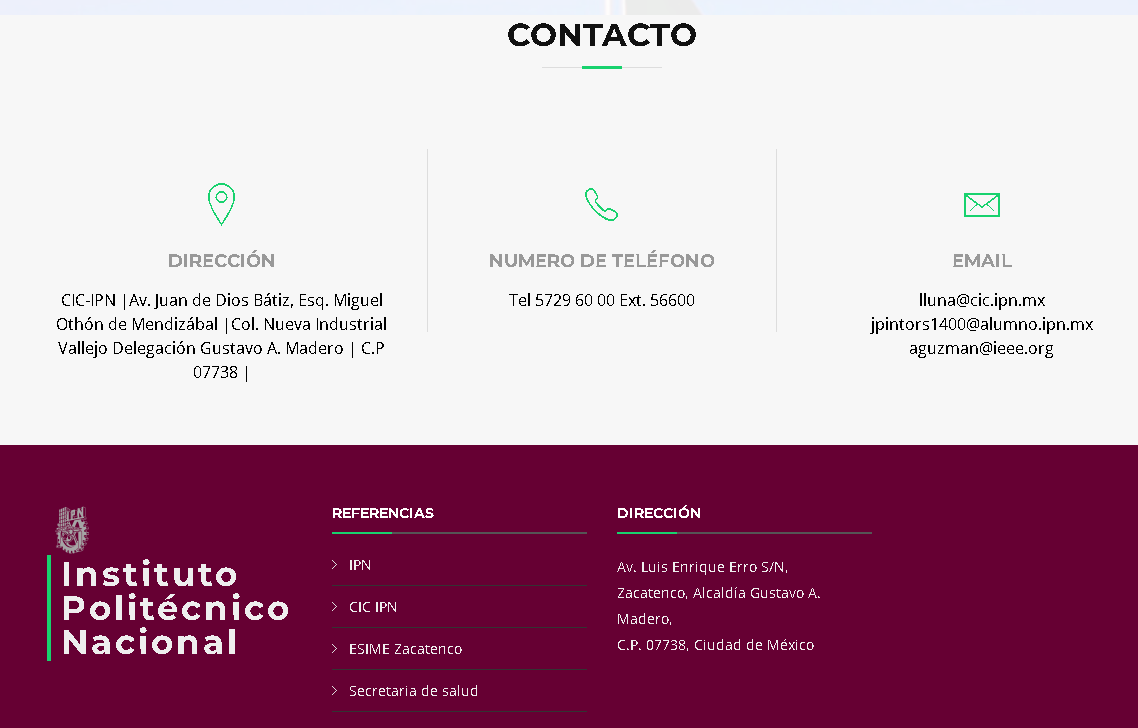 CONTACTO
DIRECCIÓN
CIC-IPN |Av. Juan de Dios Bátiz, Esq. Miguel
Othón de Mendizábal |Col. Nueva Industrial
Vallejo Delegación Gustavo A. Madero | C.P
07738 |
NUMERO DE TELÉFONO
Tel 5729 60 00 Ext. 56600
EMAIL
lluna@cic.ipn.mx
jpintors1400@alumno.ipn.mx
aguzman@ieee.org
IPN
Instituto
Politécnico
Nacional
REFERENCIAS
IPN
CIC IPN
ESIME Zacatenco
Secretaria de salud
DIRECCIÓN
Av. Luis Enrique Erro S/N,
Zacatenco, Alcaldía Gustavo A.
Madero,
C.P. 07738, Ciudad de México